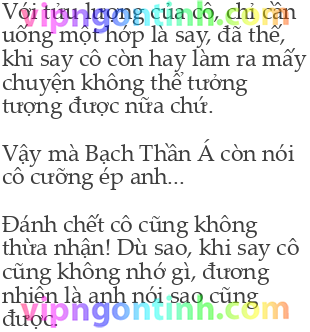 Với tửu lượng của cô, chỉ cần
uống một hớp là say, đã thế,
khi say cô còn hay làm ra mấy
chuyện không thể tưởng
tượng được nữa chứ.
Vậy mà Bạch Thần Á còn nói
cô cưỡng ép anh...
Đánh chết cô cũng không
thừa nhận! Dù sao, khi say cô
cũng không nhớ gì, đương
nhiên là anh nói sao cũng
được.
vipngontinh.com
vipngontinh.com